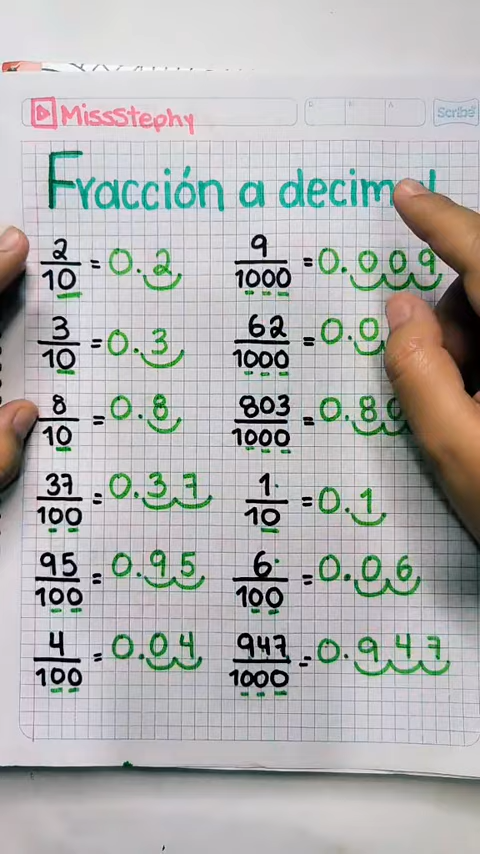 MissStephy
Scribe
Fracción a decim
2/10 = 0.2
3/10 = 0.3
8/10 = 0.8
37/100 = 0.37
95/100 = 0.95
4/100 = 0.04
9/1000 = 0.009
62/1000 = 0.0
803/1000 = 0.80
1/10 = 0.1
6/100 = 0.06
947/1000 = 0.947